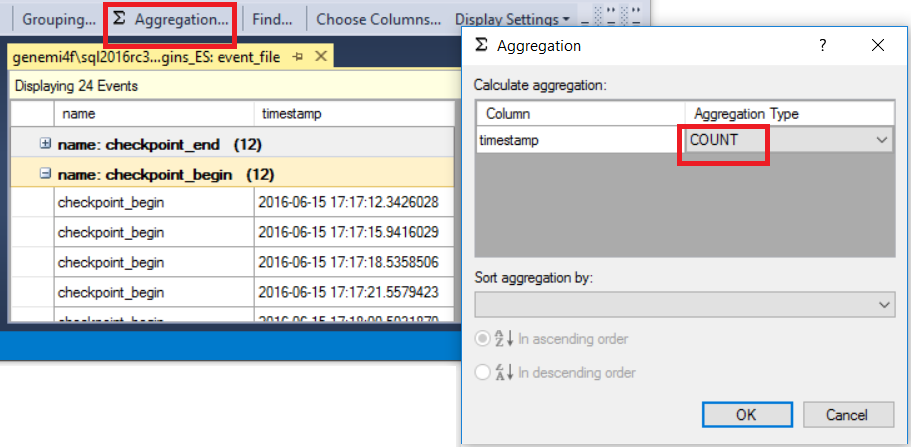 Grouping... Σ Aggregation... Find... Choose Columns... Display Settings
genemi4f\sql2016rc3...gins_ES: event_file
Displaying 24 Events
name timestamp
name: checkpoint_end (12)
name: checkpoint_begin (12)
checkpoint_begin 2016-06-15 17:17:12.3426028
checkpoint_begin 2016-06-15 17:17:15.9416029
checkpoint_begin 2016-06-15 17:17:18.5358506
checkpoint_begin 2016-06-15 17:17:21.5579423
Σ Aggregation
Calculate aggregation:
Column Aggregation Type
timestamp COUNT
Sort aggregation by:
In ascending order
In descending order
OK Cancel